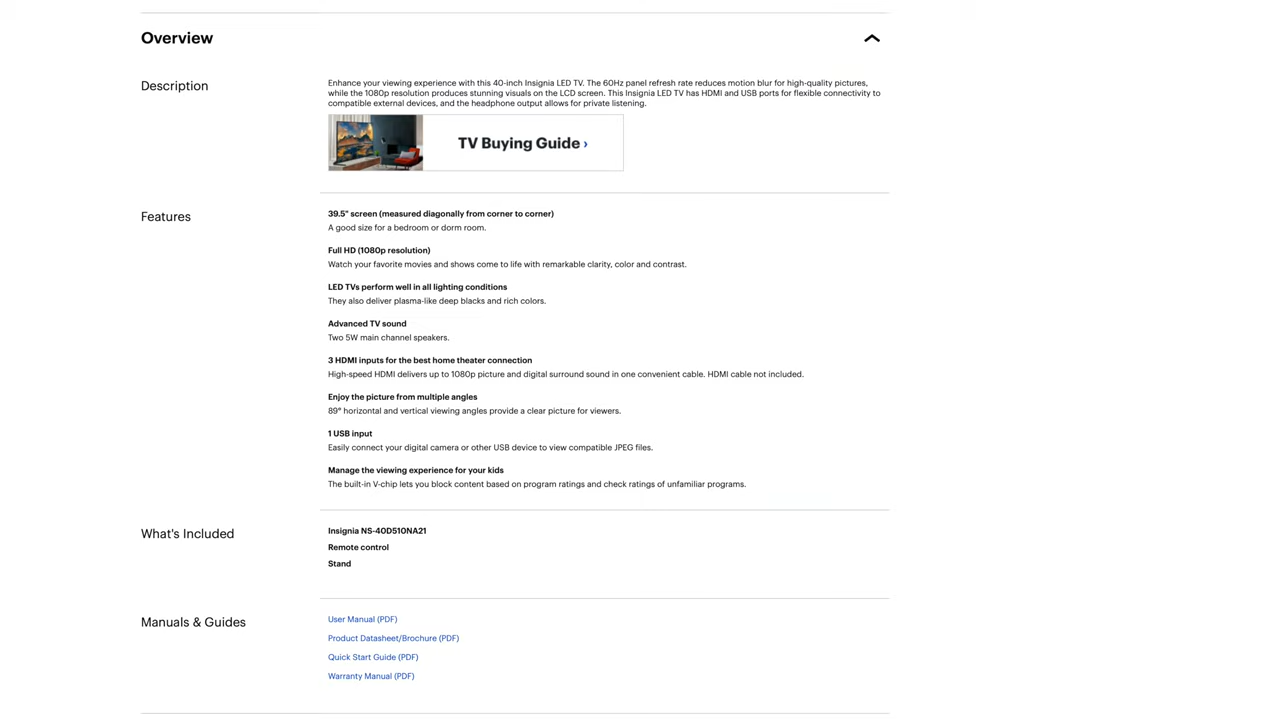 Overview
Description
Enhance your viewing experience with this 40-inch Insignia LED TV. The 60Hz panel refresh rate reduces motion blur for high-quality pictures,
while the 1080p resolution produces stunning visuals on the LCD screen. This Insignia LED TV has HDMI and USB ports for flexible connectivity to
compatible external devices, and the headphone output allows for private listening.
TV Buying Guide ›
Features
39.5" screen (measured diagonally from corner to corner)
A good size for a bedroom or dorm room.
Full HD (1080p resolution)
Watch your favorite movies and shows come to life with remarkable clarity, color and contrast.
LED TVs perform well in all lighting conditions
They also deliver plasma-like deep blacks and rich colors.
Advanced TV sound
Two 5W main channel speakers.
3 HDMI inputs for the best home theater connection
High-speed HDMI delivers up to 1080p picture and digital surround sound in one convenient cable. HDMI cable not included.
Enjoy the picture from multiple angles
89° horizontal and vertical viewing angles provide a clear picture for viewers.
1 USB input
Easily connect your digital camera or other USB device to view compatible JPEG files.
Manage the viewing experience for your kids
The built-in V-chip lets you block content based on program ratings and check ratings of unfamiliar programs.
What's Included
Insignia NS-40D510NA21
Remote control
Stand
Manuals & Guides
User Manual (PDF)
Product Datasheet/Brochure (PDF)
Quick Start Guide (PDF)
Warranty Manual (PDF)